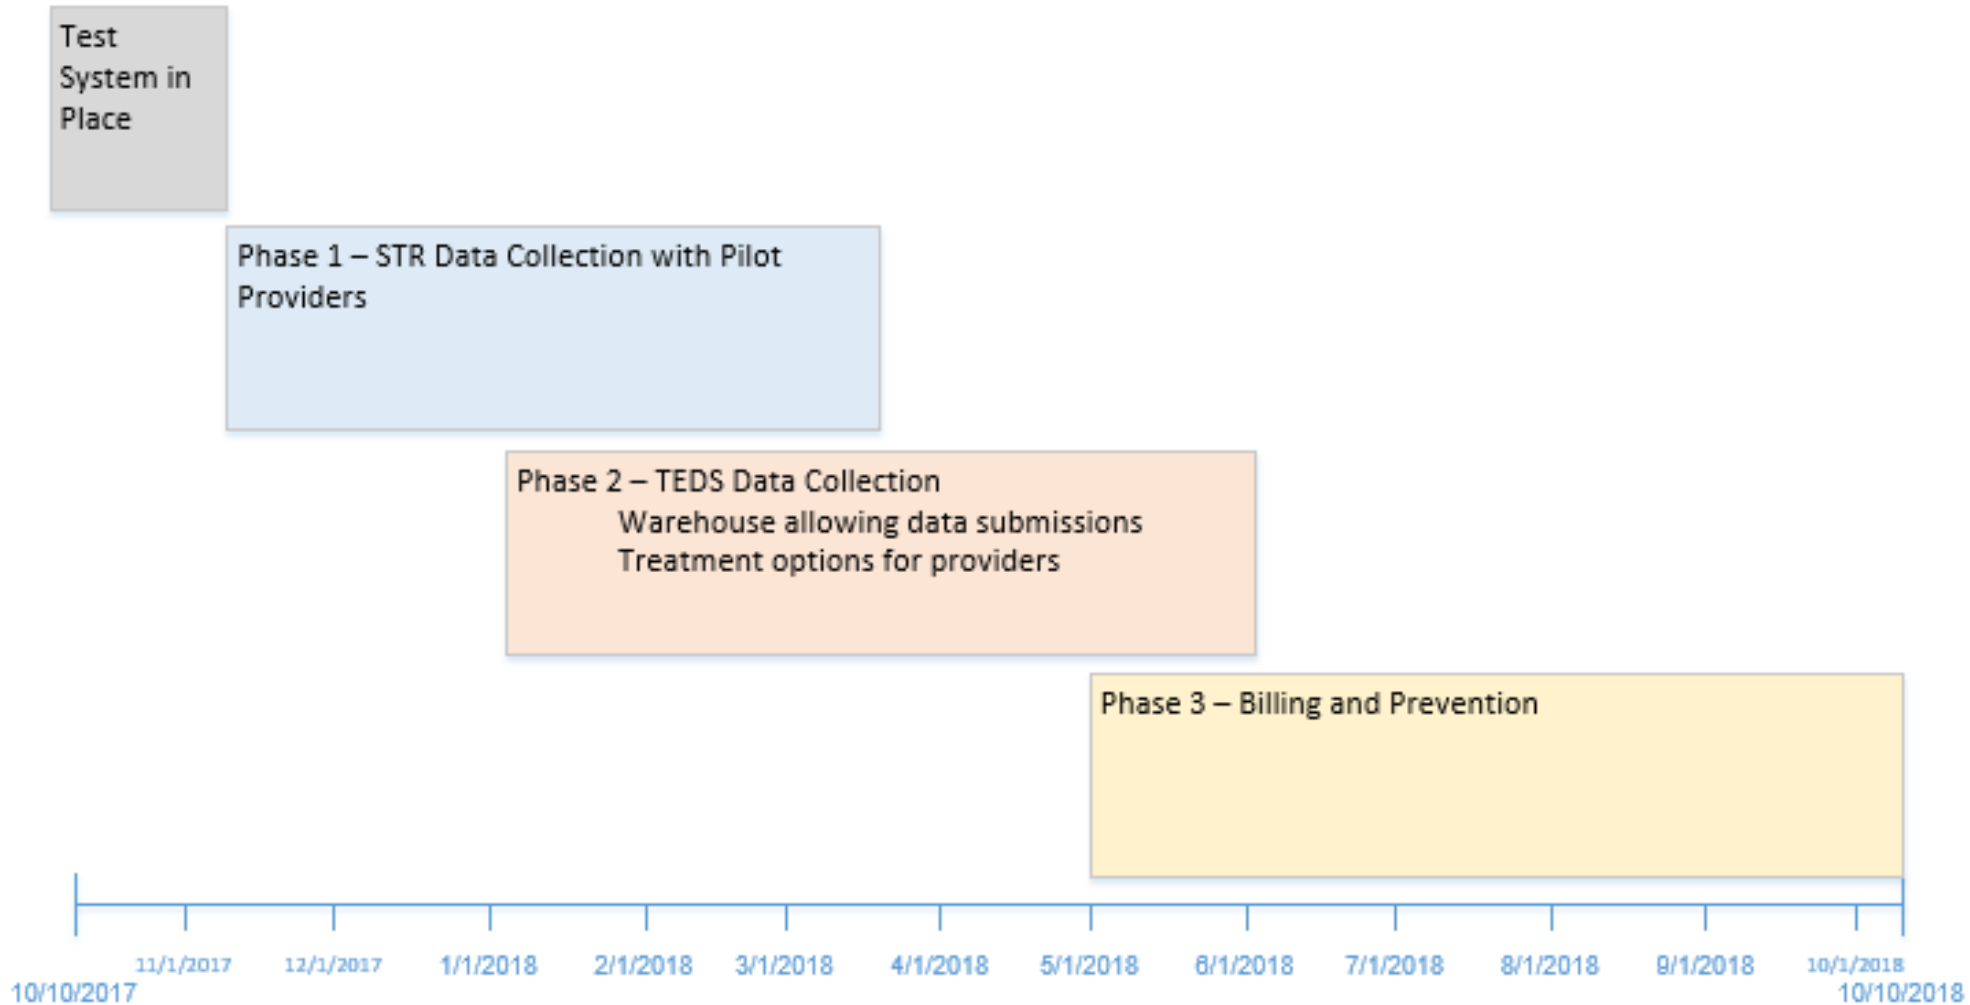 Test
System in
Place
Phase 1 – STR Data Collection with Pilot
Providers
Phase 2 – TEDS Data Collection
Warehouse allowing data submissions
Treatment options for providers
Phase 3 – Billing and Prevention
11/1/2017 12/1/2017 1/1/2018 2/1/2018 3/1/2018 4/1/2018 5/1/2018 6/1/2018 7/1/2018 8/1/2018 9/1/2018 10/1/2018
10/10/2017 10/10/2018